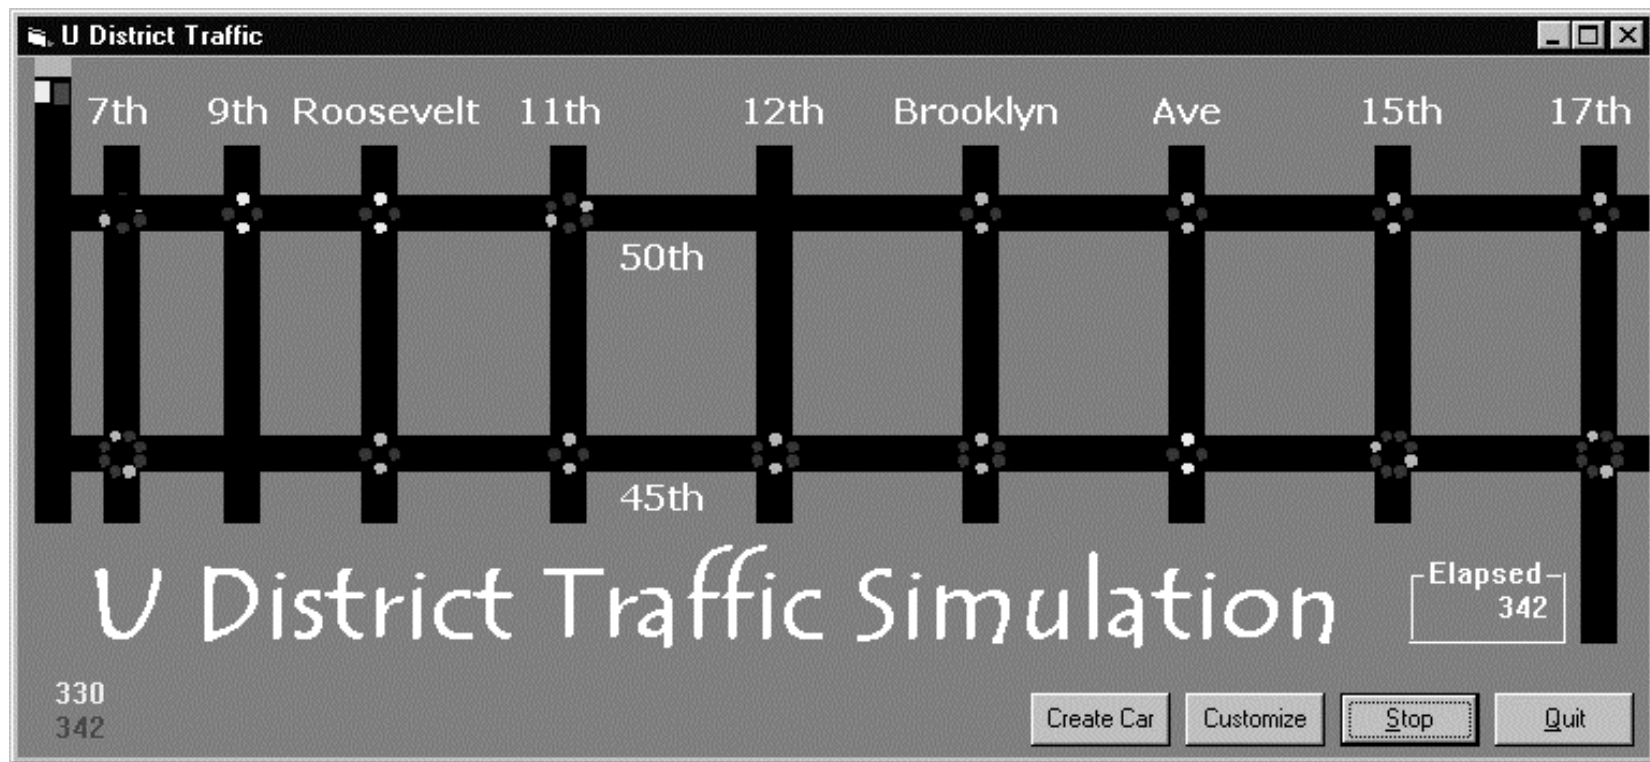 U District Traffic
7th 9th Roosevelt 11th 12th Brooklyn Ave 15th 17th
50th
45th
U District Traffic Simulation
Elapsed
342
330
342
Create Car Customize Stop Quit